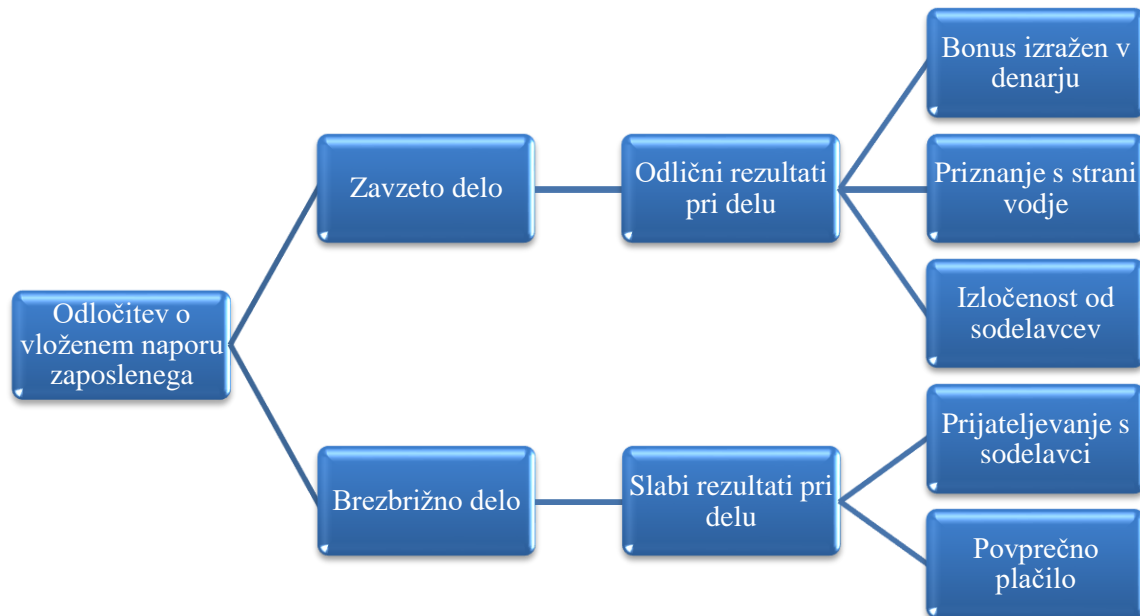 Odločitev o
vloženem naporu
zaposlenega
Zavzeto delo
Odlični rezultati
pri delu
Bonus izražen v
denarju
Priznanje s strani
vodje
Izločenost od
sodelavcev
Brezbrižno delo
Slabi rezultati pri
delu
Prijateljevanje s
sodelavci
Povprečno
plačilo